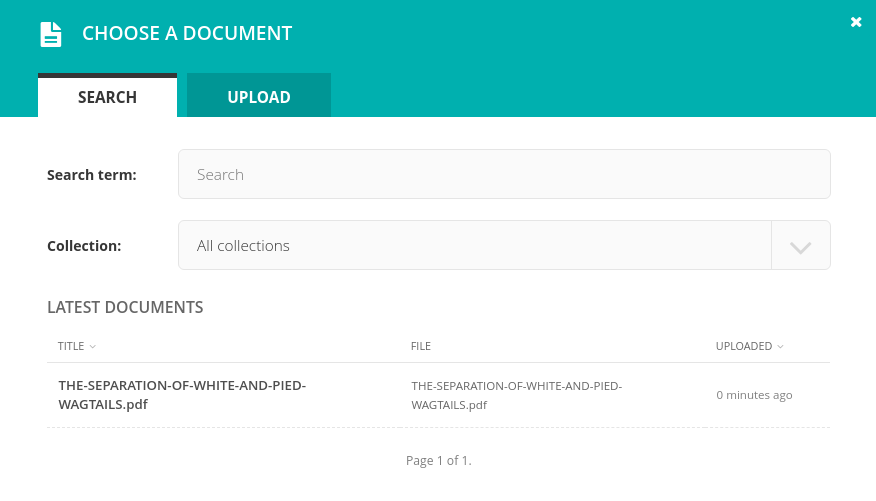 CHOOSE A DOCUMENT
SEARCH
UPLOAD
Search term:
Search
Collection:
All collections
LATEST DOCUMENTS
TITLE
FILE
UPLOADED
THE-SEPARATION-OF-WHITE-AND-PIED-
WAGTAILS.pdf
THE-SEPARATION-OF-WHITE-AND-PIED-
WAGTAILS.pdf
0 minutes ago
Page 1 of 1.